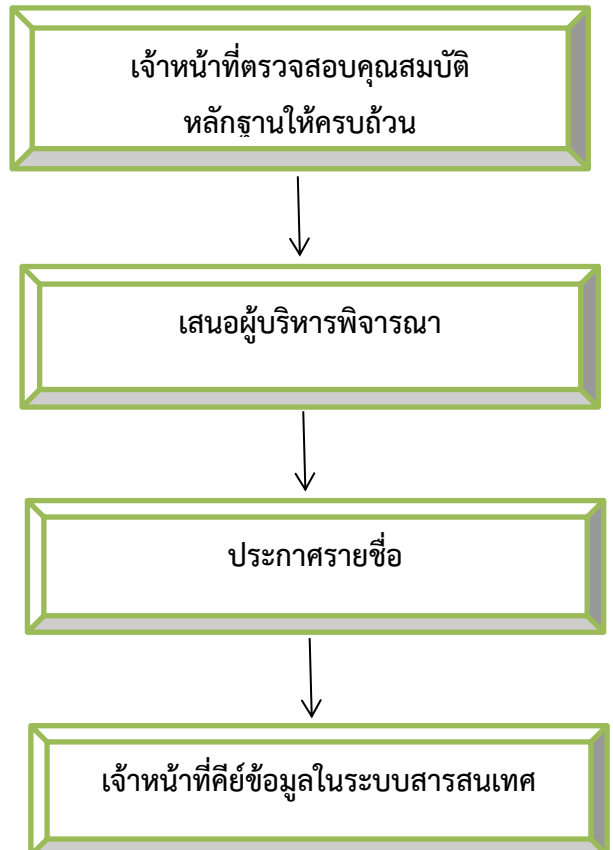 เจ้าหน้าที่ตรวจสอบคุณสมบัติ
หลักฐานให้ครบถ้วน
เสนอผู้บริหารพิจารณา
ประกาศรายชื่อ
เจ้าหน้าที่คีย์ข้อมูลในระบบสารสนเทศ